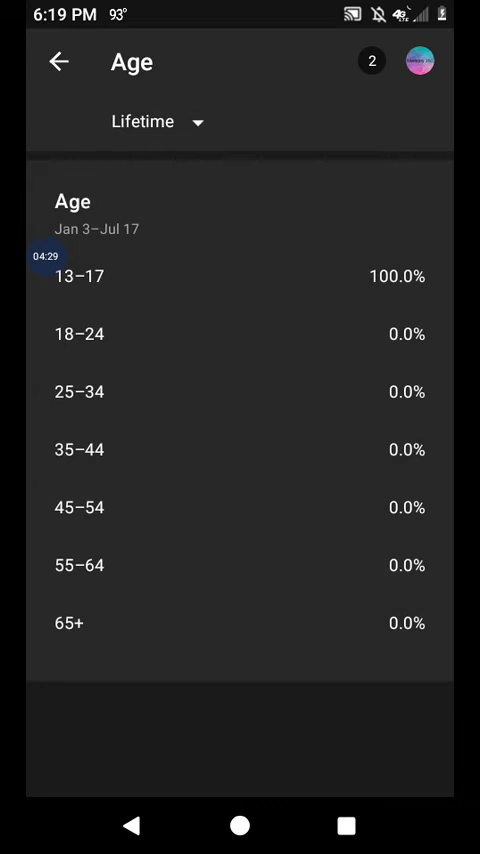 6:19 PM 93°
Age
2
Lifetime
Age
Jan 3–Jul 17
04:29
13–17 100.0%
18–24 0.0%
25–34 0.0%
35–44 0.0%
45–54 0.0%
55–64 0.0%
65+ 0.0%